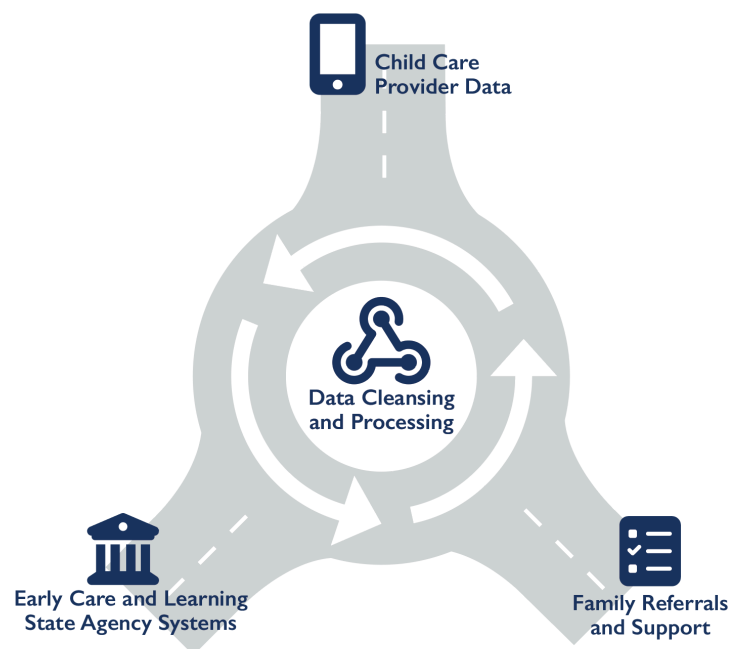 Child Care
Provider Data
Data Cleansing
and Processing
Early Care and Learning
State Agency Systems
Family Referrals
and Support